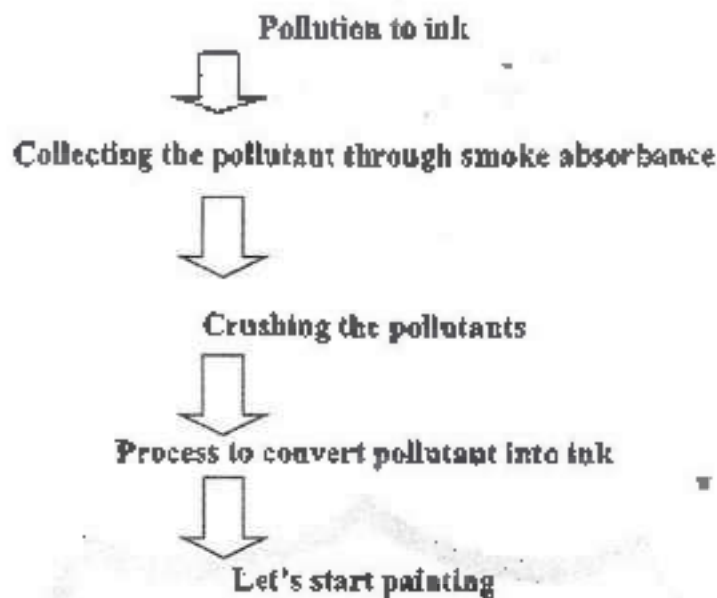 Pollution to ink
Collecting the pollutant through smoke absorbance
Crushing the pollutants
Process to convert pollutant into ink
Let's start painting